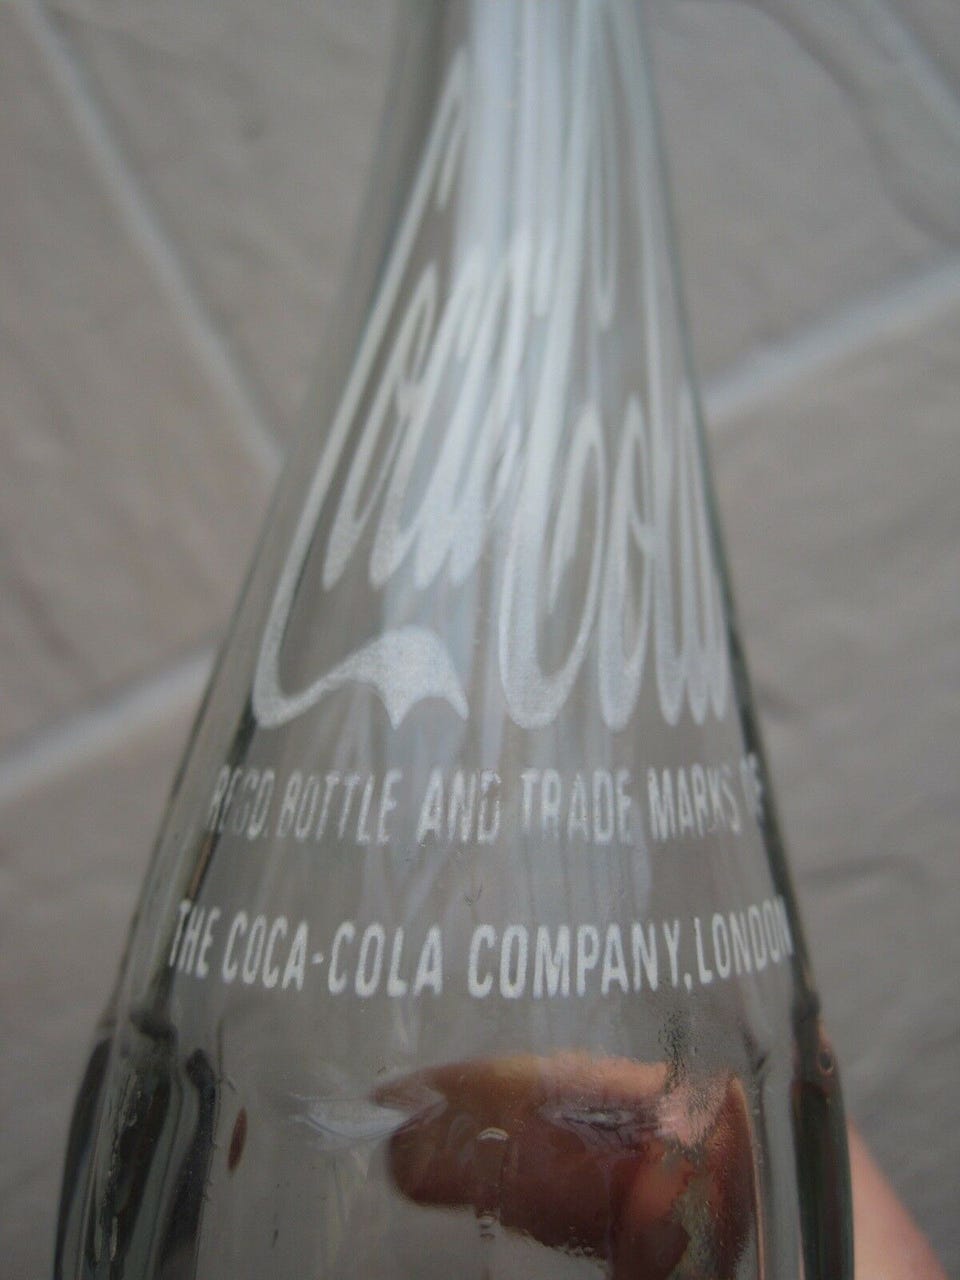 Coca-Cola
REGD. BOTTLE AND TRADE MARKS OF
THE COCA-COLA COMPANY, LONDON